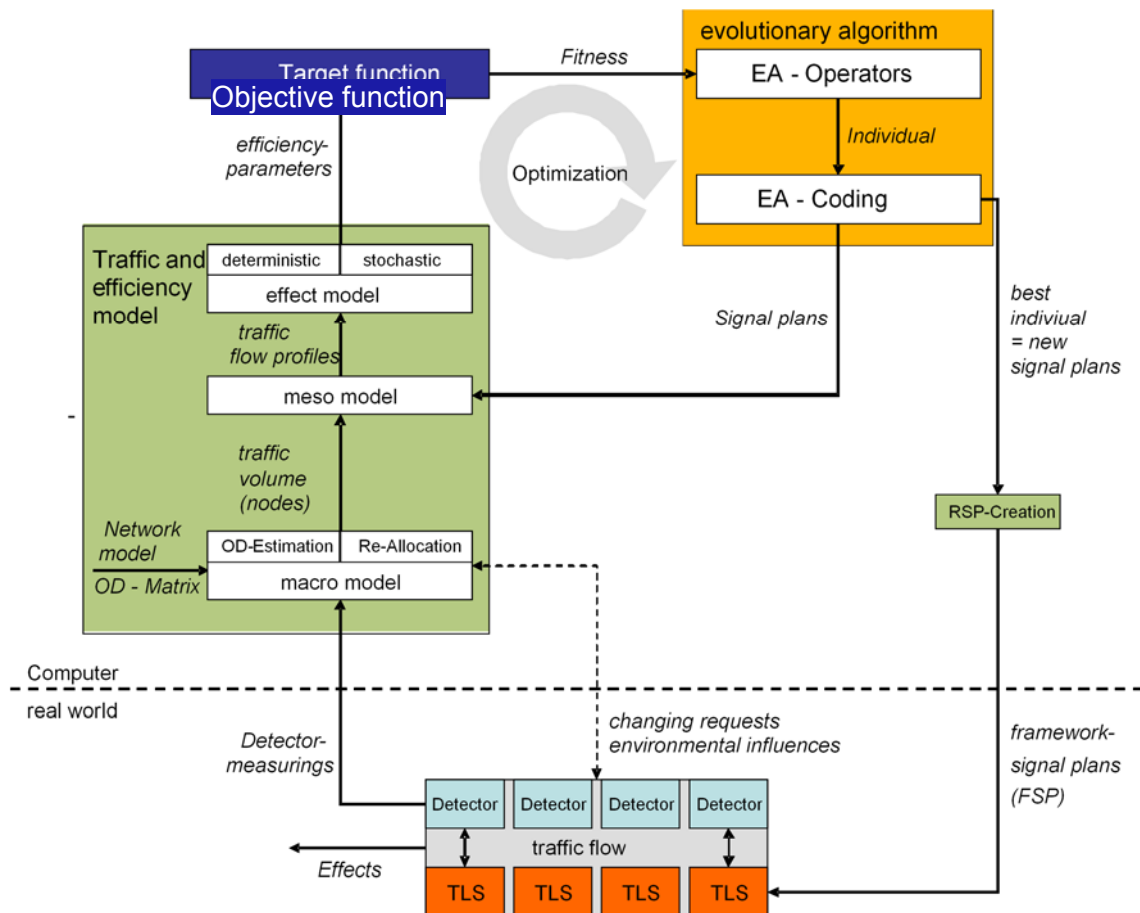 evolutionary algorithm
Target function
Objective function
Fitness
EA - Operators
Individual
EA - Coding
efficiency-
parameters
Optimization
Traffic and
efficiency
model
deterministic
stochastic
effect model
traffic
flow profiles
meso model
Signal plans
best
indiviual
= new
signal plans
traffic
volume
(nodes)
RSP-Creation
Network
model
OD - Matrix
OD-Estimation
Re-Allocation
macro model
Computer
real world
Detector-
measurings
changing requests
environmental influences
framework-
signal plans
(FSP)
Detector
Detector
Detector
Detector
traffic flow
Effects
TLS
TLS
TLS
TLS